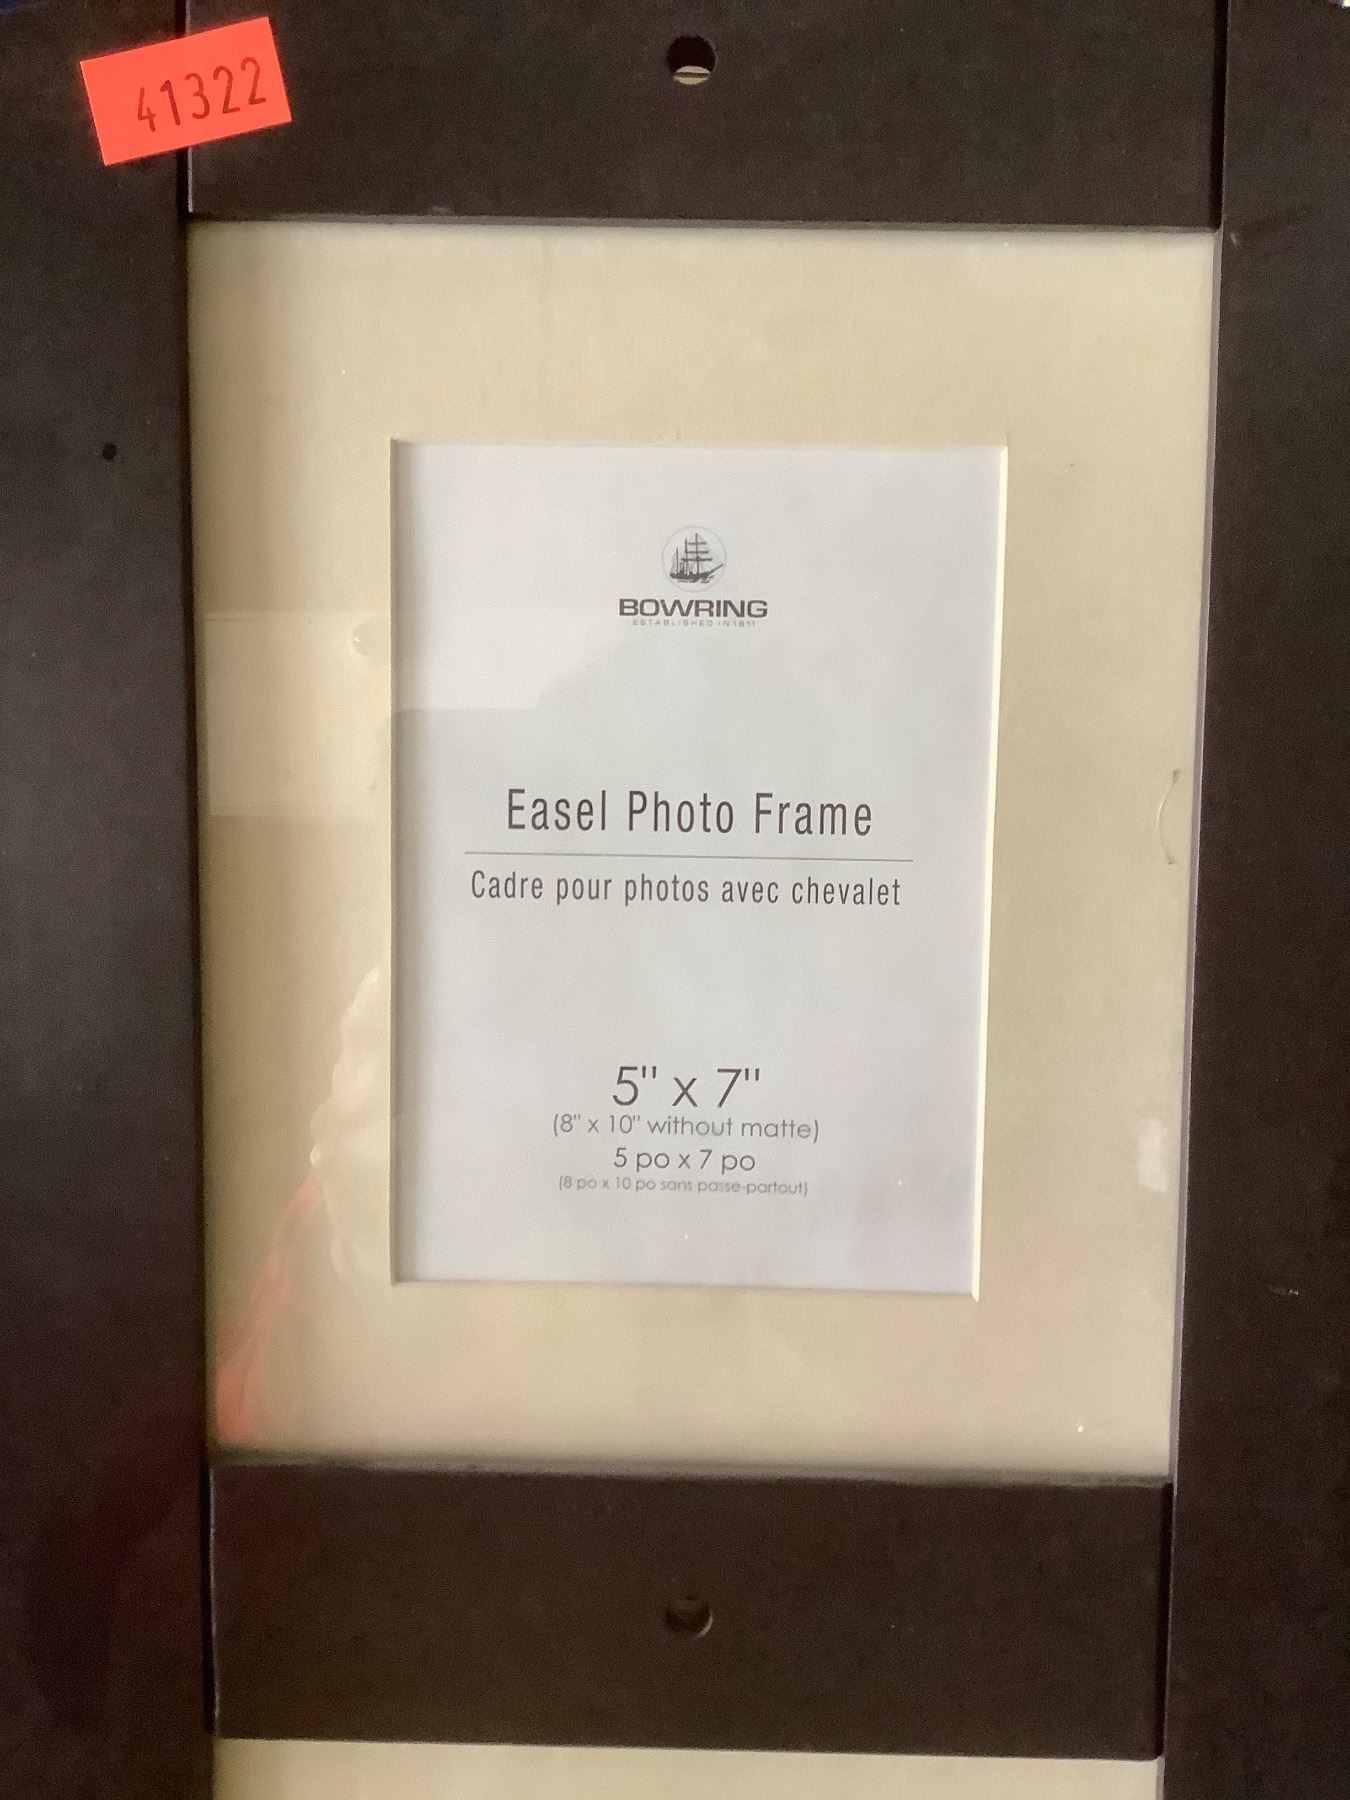 41322
BOWRING
ESTABLISHED IN 1811
Easel Photo Frame
Cadre pour photos avec chevalet
5" x 7"
(8" x 10" without matte)
5 po x 7 po
(8 po x 10 po sans passe-partout)